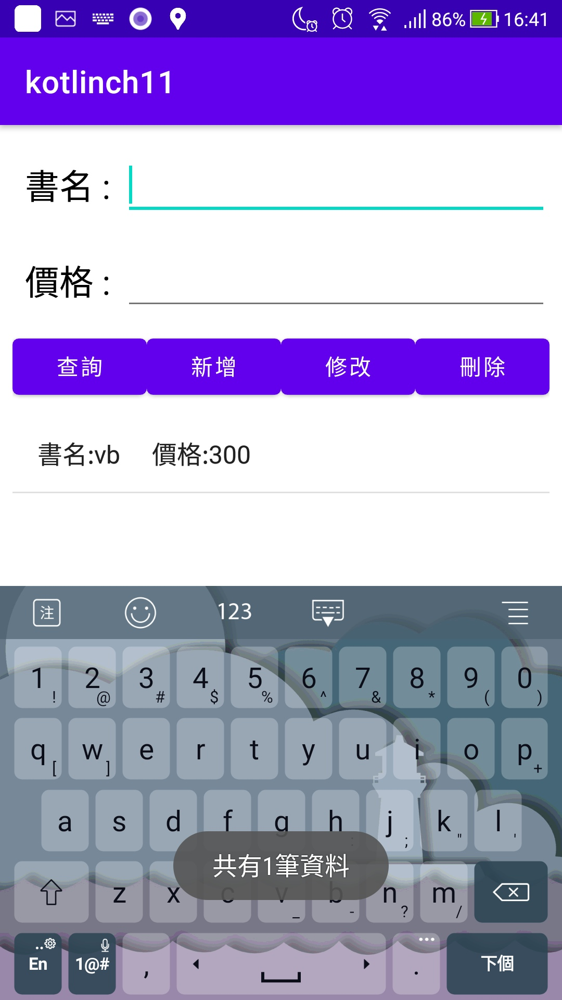 86% 16:41
kotlinch11
書名 :
價格 :
查詢 新增 修改 刪除
書名:vb 價格:300
注 123
1 ! 2 @ 3 # 4 $ 5 % 6 ^ 7 & 8 * 9 ( 0 )
q [ w ] e r t y u i o p +
a s d f g h : j ; k " l '
共有1筆資料
z x c v _ b - n ? m /
.. En 1@# , . ... 下個